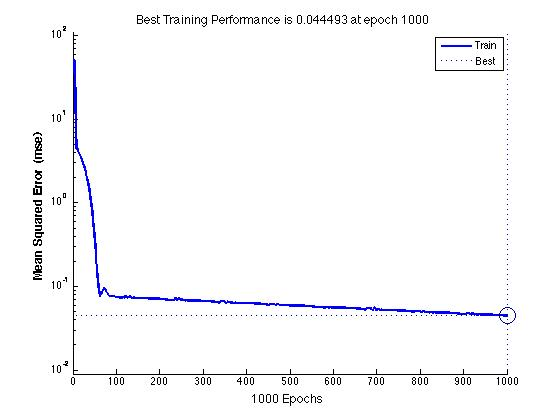 Best Training Performance is 0.044493 at epoch 1000
Train
Best
Mean Squared Error (mse)
10^2
10^1
10^0
10^-1
10^-2
0 100 200 300 400 500 600 700 800 900 1000
1000 Epochs